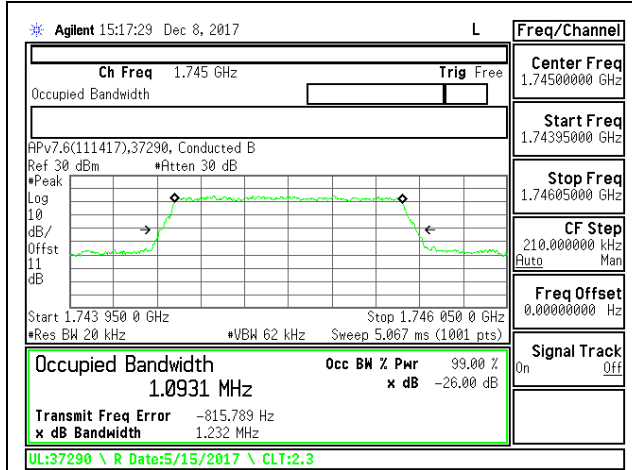 Agilent 15:17:29 Dec 8, 2017 L
Freq/Channel
Ch Freq 1.745 GHz Trig Free
Occupied Bandwidth
Center Freq
1.74500000 GHz
Start Freq
1.74395000 GHz
Stop Freq
1.74605000 GHz
CF Step
210.000000 kHz
Auto Man
Freq Offset
0.00000000 Hz
Signal Track
On Off
APv7.6(111417),37290, Conducted B
Ref 30 dBm #Atten 30 dB
#Peak
Log
10
dB/
Offst
11
dB
Start 1.743 950 0 GHz Stop 1.746 050 0 GHz
#Res BW 20 kHz #VBW 62 kHz Sweep 5.067 ms (1001 pts)
Occupied Bandwidth Occ BW % Pwr 99.00 %
1.0931 MHz x dB -26.00 dB
Transmit Freq Error -815.789 Hz
x dB Bandwidth 1.232 MHz
UL:37290 \ R Date:5/15/2017 \ CLT:2.3